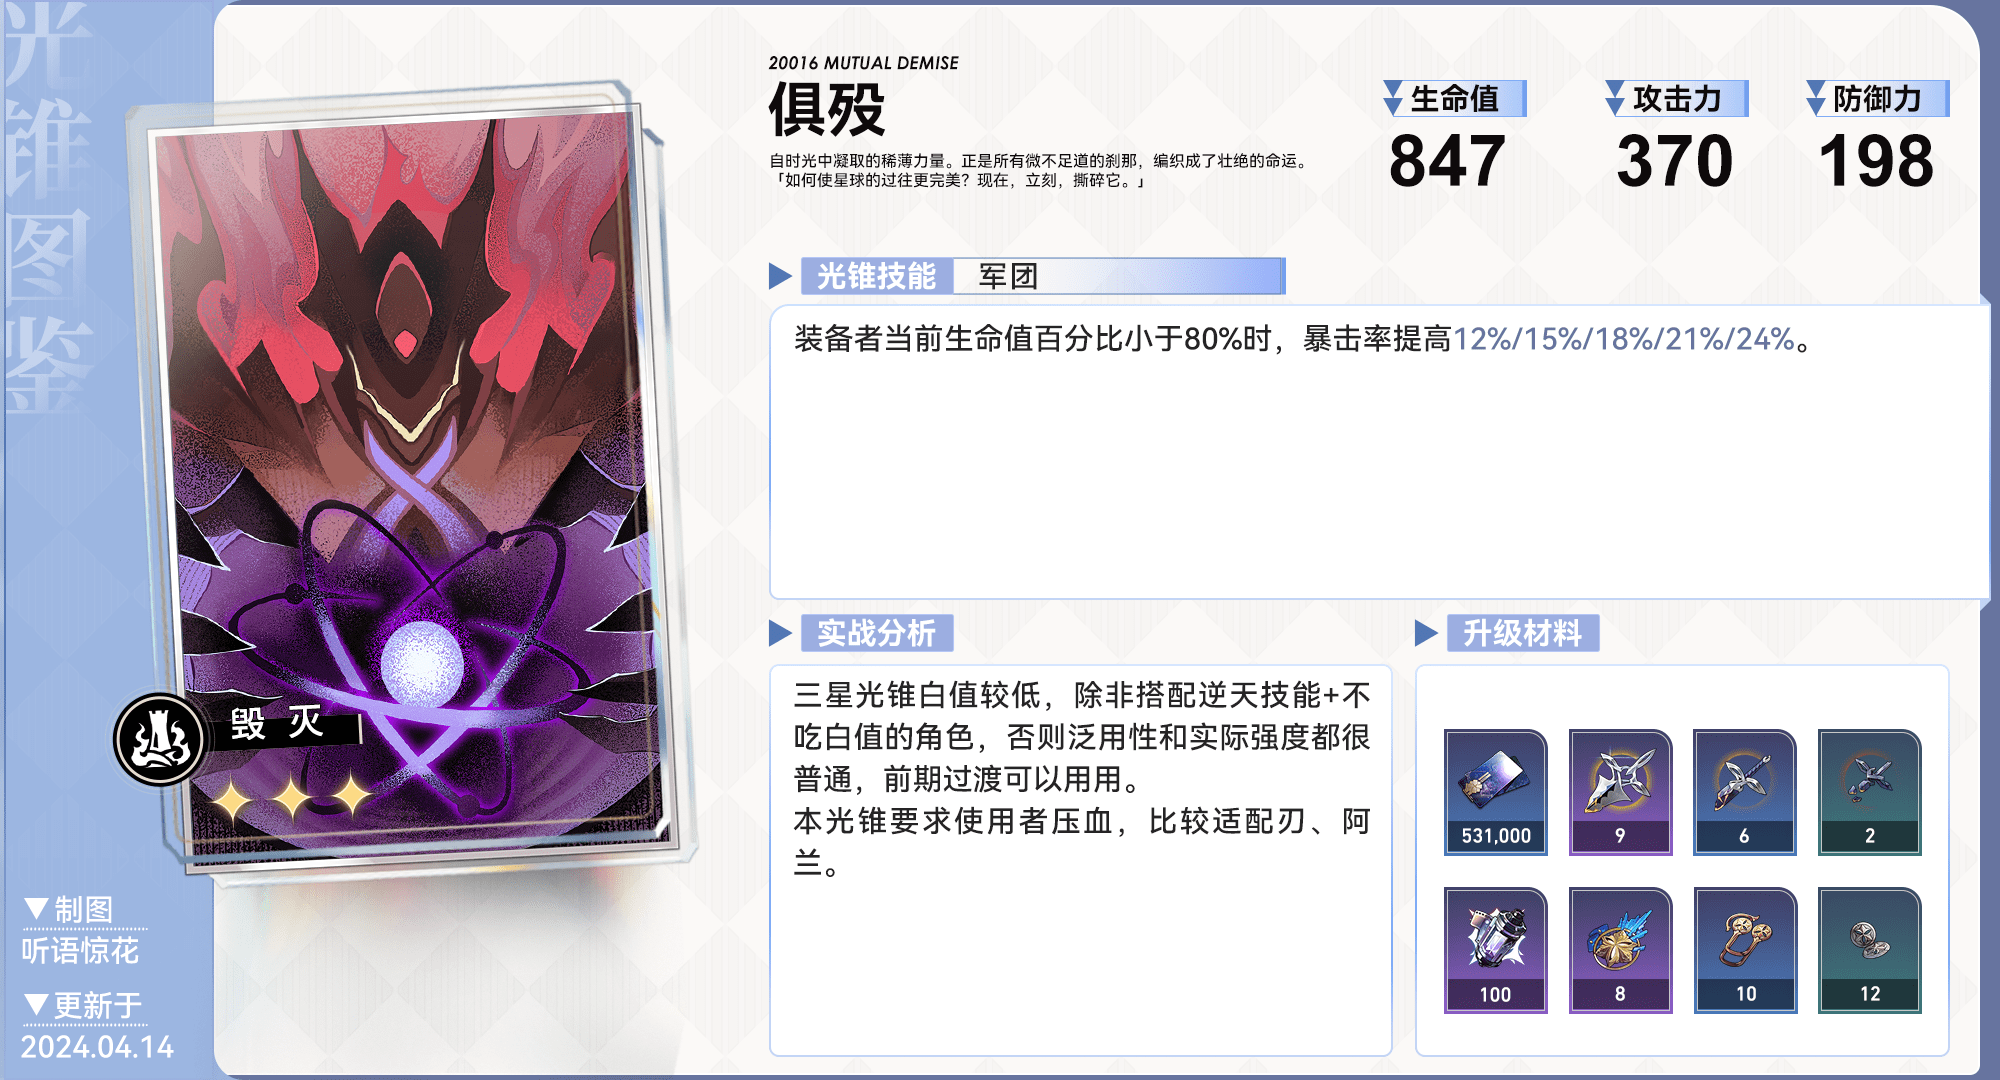 光锥图鉴
20016 MUTUAL DEMISE
俱殁
自时光中凝取的稀薄力量。正是所有微不足道的刹那，编织成了壮绝的命运。
「如何使星球的过往更完美？现在，立刻，撕碎它。」
生命值
847
攻击力
370
防御力
198
光锥技能
军团
装备者当前生命值百分比小于80%时，暴击率提高12%/15%/18%/21%/24%。
毁灭
实战分析
三星光锥白值较低，除非搭配逆天技能+不
吃白值的角色，否则泛用性和实际强度都很
普通，前期过渡可以用用。
本光锥要求使用者压血，比较适配刃、阿
兰。
升级材料
531,000
9
6
2
100
8
10
12
▼制图
听语惊花
▼更新于
2024.04.14